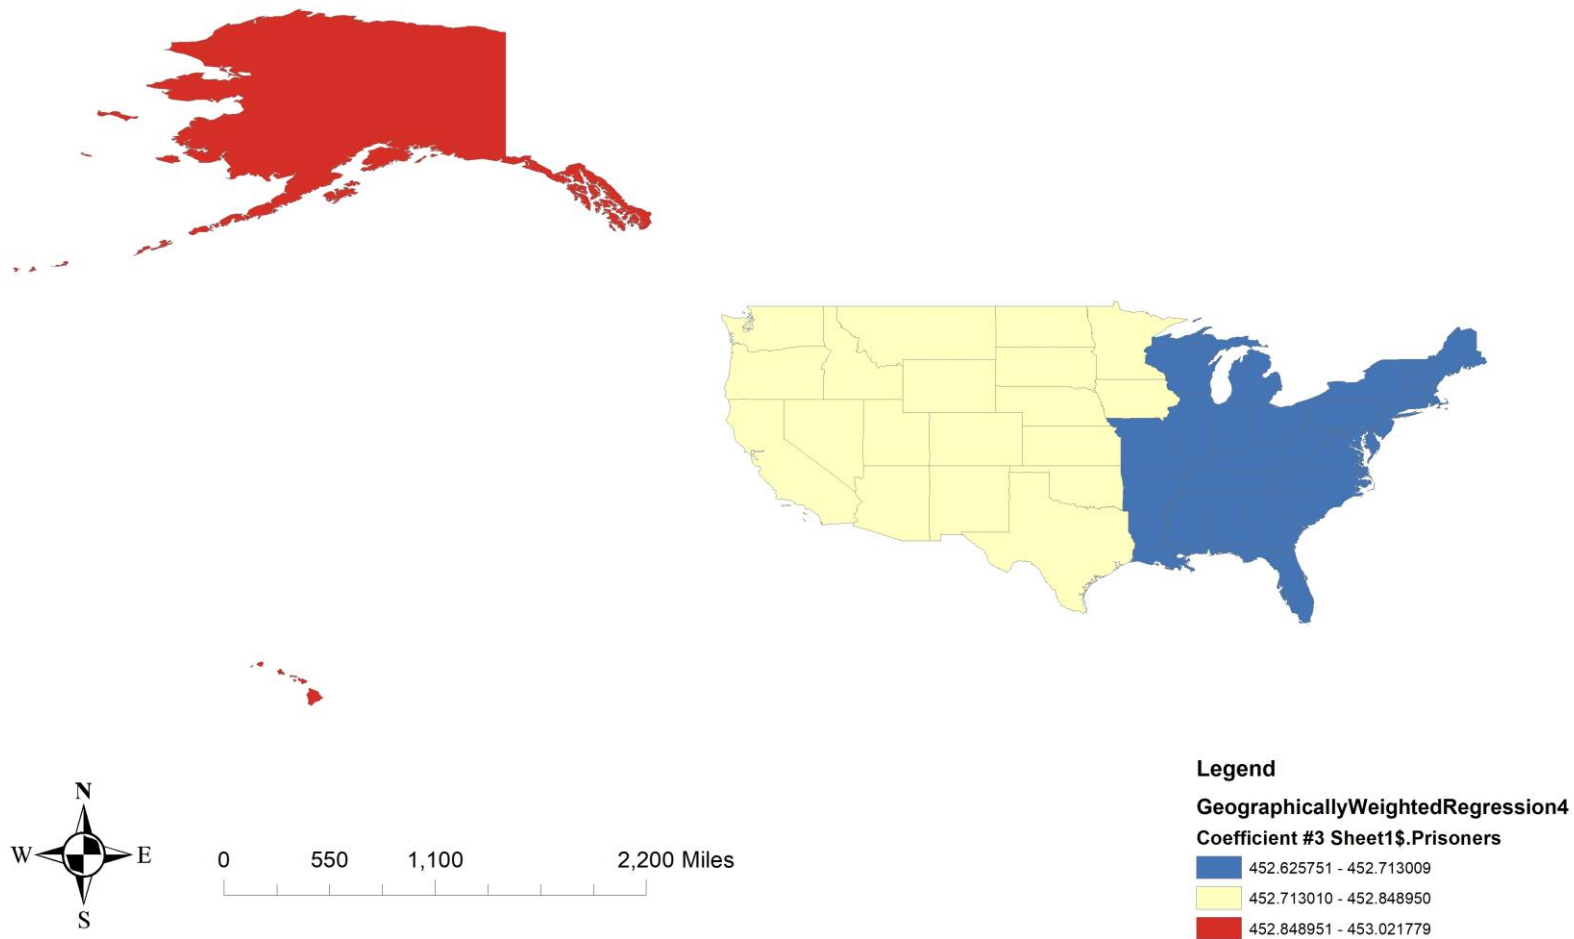 N
W E
S
0 550 1,100 2,200 Miles
Legend
GeographicallyWeightedRegression4
Coefficient #3 Sheet1$.Prisoners
452.625751 - 452.713009
452.713010 - 452.848950
452.848951 - 453.021779